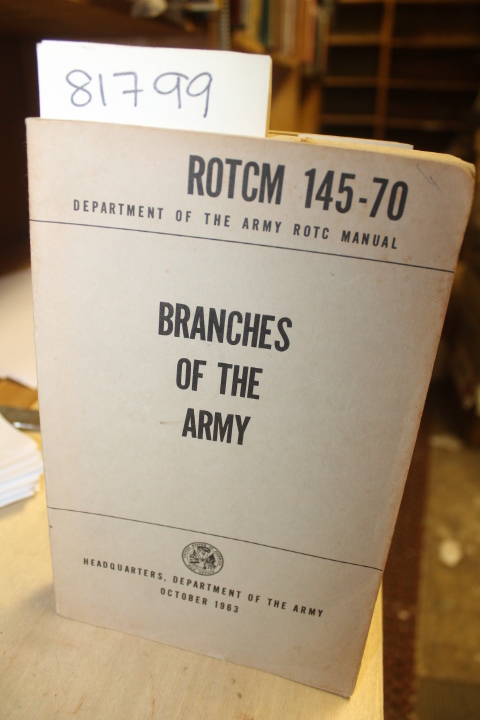 81799
ROTCM 145-70
DEPARTMENT OF THE ARMY ROTC MANUAL
BRANCHES
OF THE
ARMY
HEADQUARTERS, DEPARTMENT OF THE ARMY
OCTOBER 1963